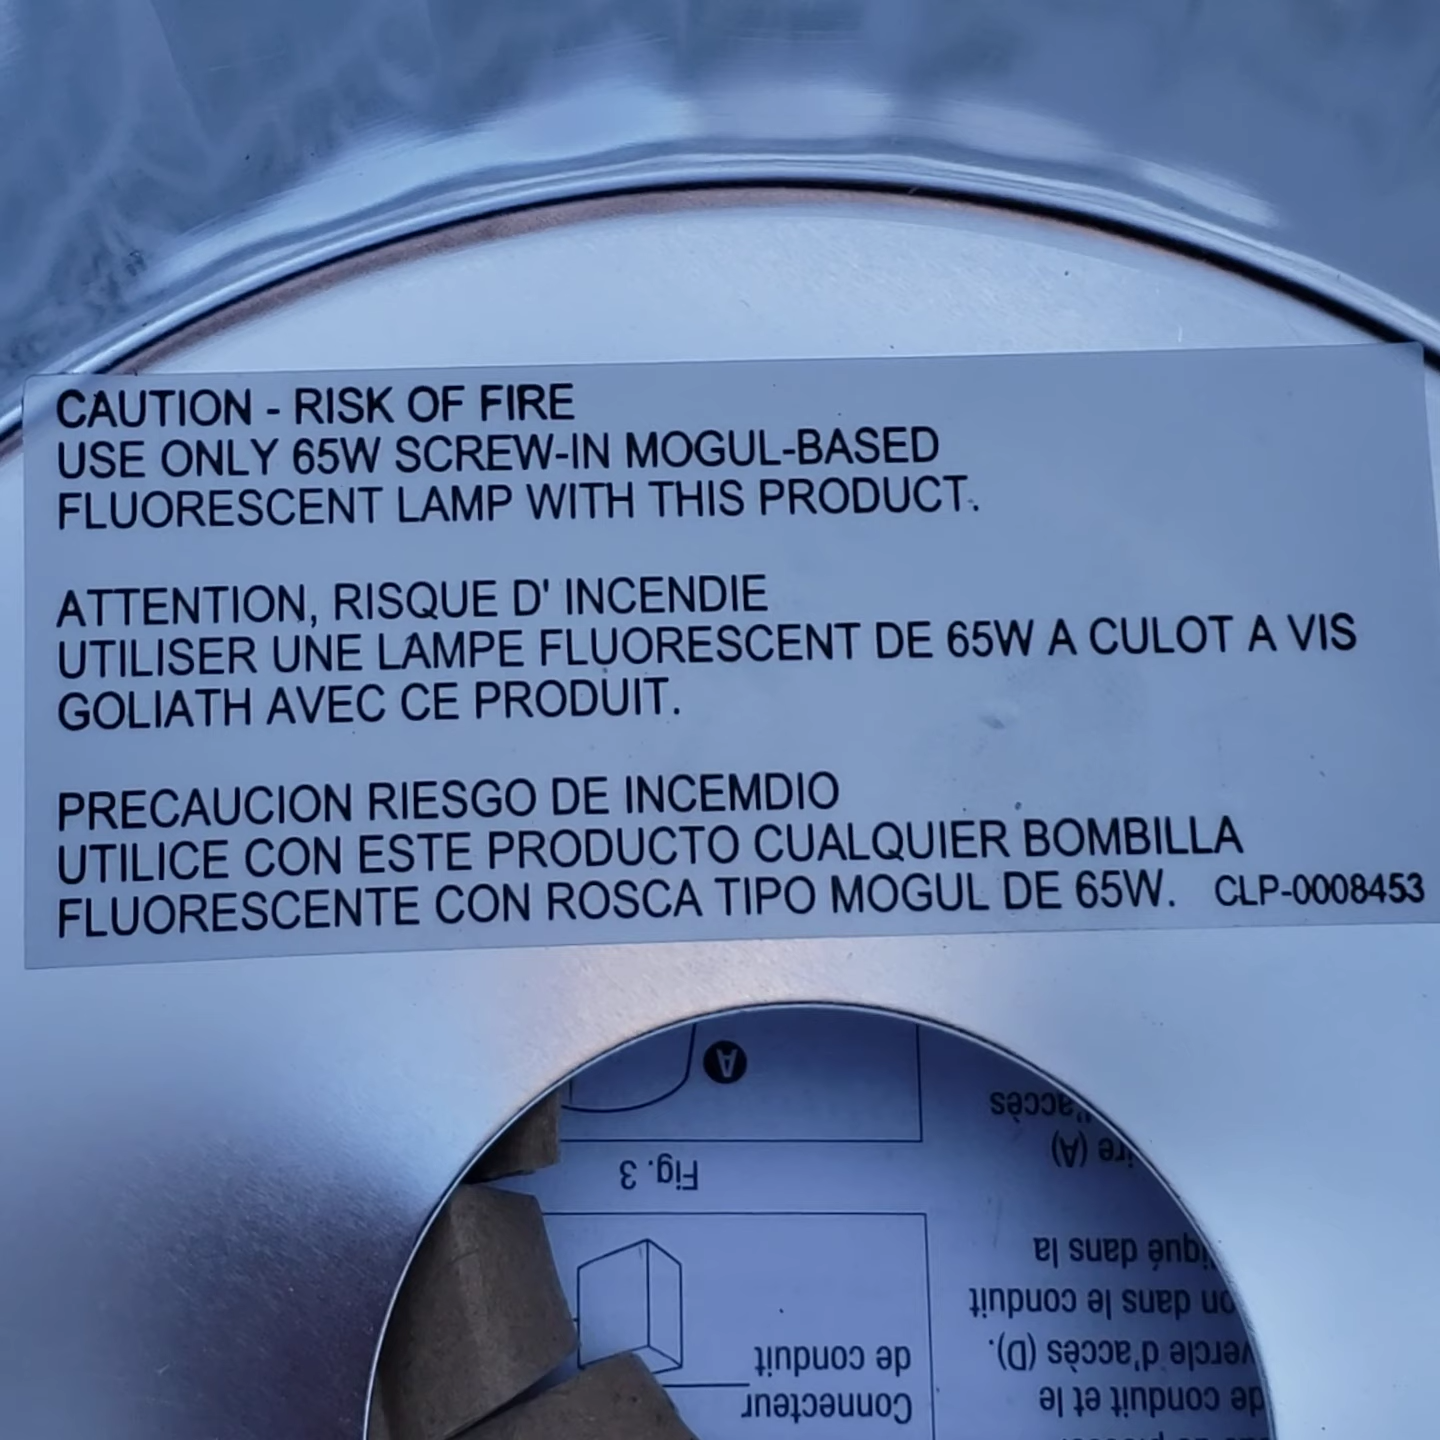 CAUTION - RISK OF FIRE
USE ONLY 65W SCREW-IN MOGUL-BASED
FLUORESCENT LAMP WITH THIS PRODUCT.
ATTENTION, RISQUE D' INCENDIE
UTILISER UNE LAMPE FLUORESCENT DE 65W A CULOT A VIS
GOLIATH AVEC CE PRODUIT.
PRECAUCION RIESGO DE INCEMDIO
UTILICE CON ESTE PRODUCTO CUALQUIER BOMBILLA
FLUORESCENTE CON ROSCA TIPO MOGUL DE 65W. CLP-0008453
de conduit et le
vercle d'accès (D).
on dans le conduit
dans la
(A)
d'accès
Connecteur
de conduit
Fig. 3
A